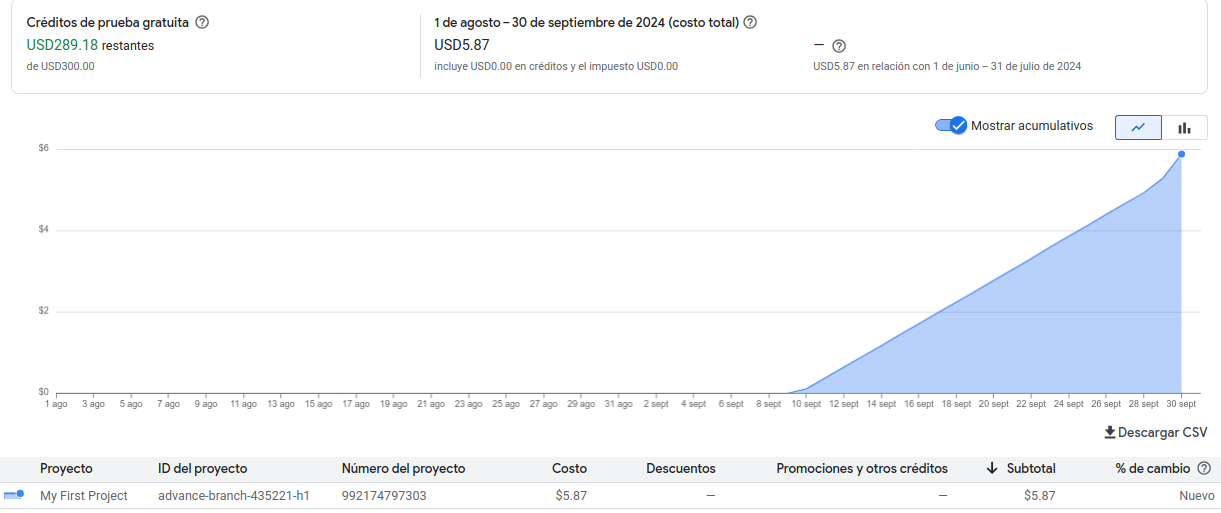 Créditos de prueba gratuita
USD289.18 restantes
de USD300.00
1 de agosto – 30 de septiembre de 2024 (costo total)
USD5.87
incluye USD0.00 en créditos y el impuesto USD0.00
—
USD5.87 en relación con 1 de junio – 31 de julio de 2024
Mostrar acumulativos
$6
$4
$2
$0
1 ago 3 ago 5 ago 7 ago 9 ago 11 ago 13 ago 15 ago 17 ago 19 ago 21 ago 23 ago 25 ago 27 ago 29 ago 31 ago 2 sept 4 sept 6 sept 8 sept 10 sept 12 sept 14 sept 16 sept 18 sept 20 sept 22 sept 24 sept 26 sept 28 sept 30 sept
Descargar CSV
Proyecto ID del proyecto Número del proyecto Costo Descuentos Promociones y otros créditos Subtotal % de cambio
My First Project advance-branch-435221-h1 992174797303 $5.87 — — $5.87 Nuevo